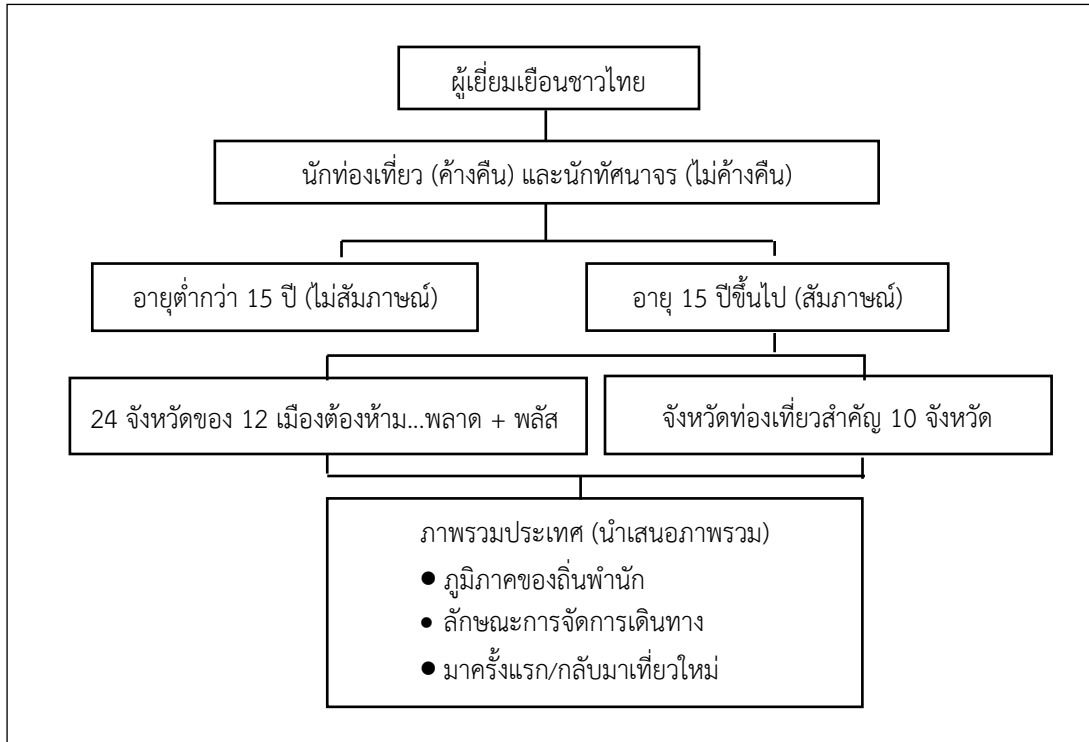 ผู้เยี่ยมเยือนชาวไทย
นักท่องเที่ยว (ค้างคืน) และนักทัศนาจร (ไม่ค้างคืน)
อายุต่ำกว่า 15 ปี (ไม่สัมภาษณ์)
อายุ 15 ปีขึ้นไป (สัมภาษณ์)
24 จังหวัดของ 12 เมืองต้องห้าม...พลาด + พลัส
จังหวัดท่องเที่ยวสำคัญ 10 จังหวัด
ภาพรวมประเทศ (นำเสนอภาพรวม)
● ภูมิภาคของถิ่นพำนัก
● ลักษณะการจัดการเดินทาง
● มาครั้งแรก/กลับมาเที่ยวใหม่